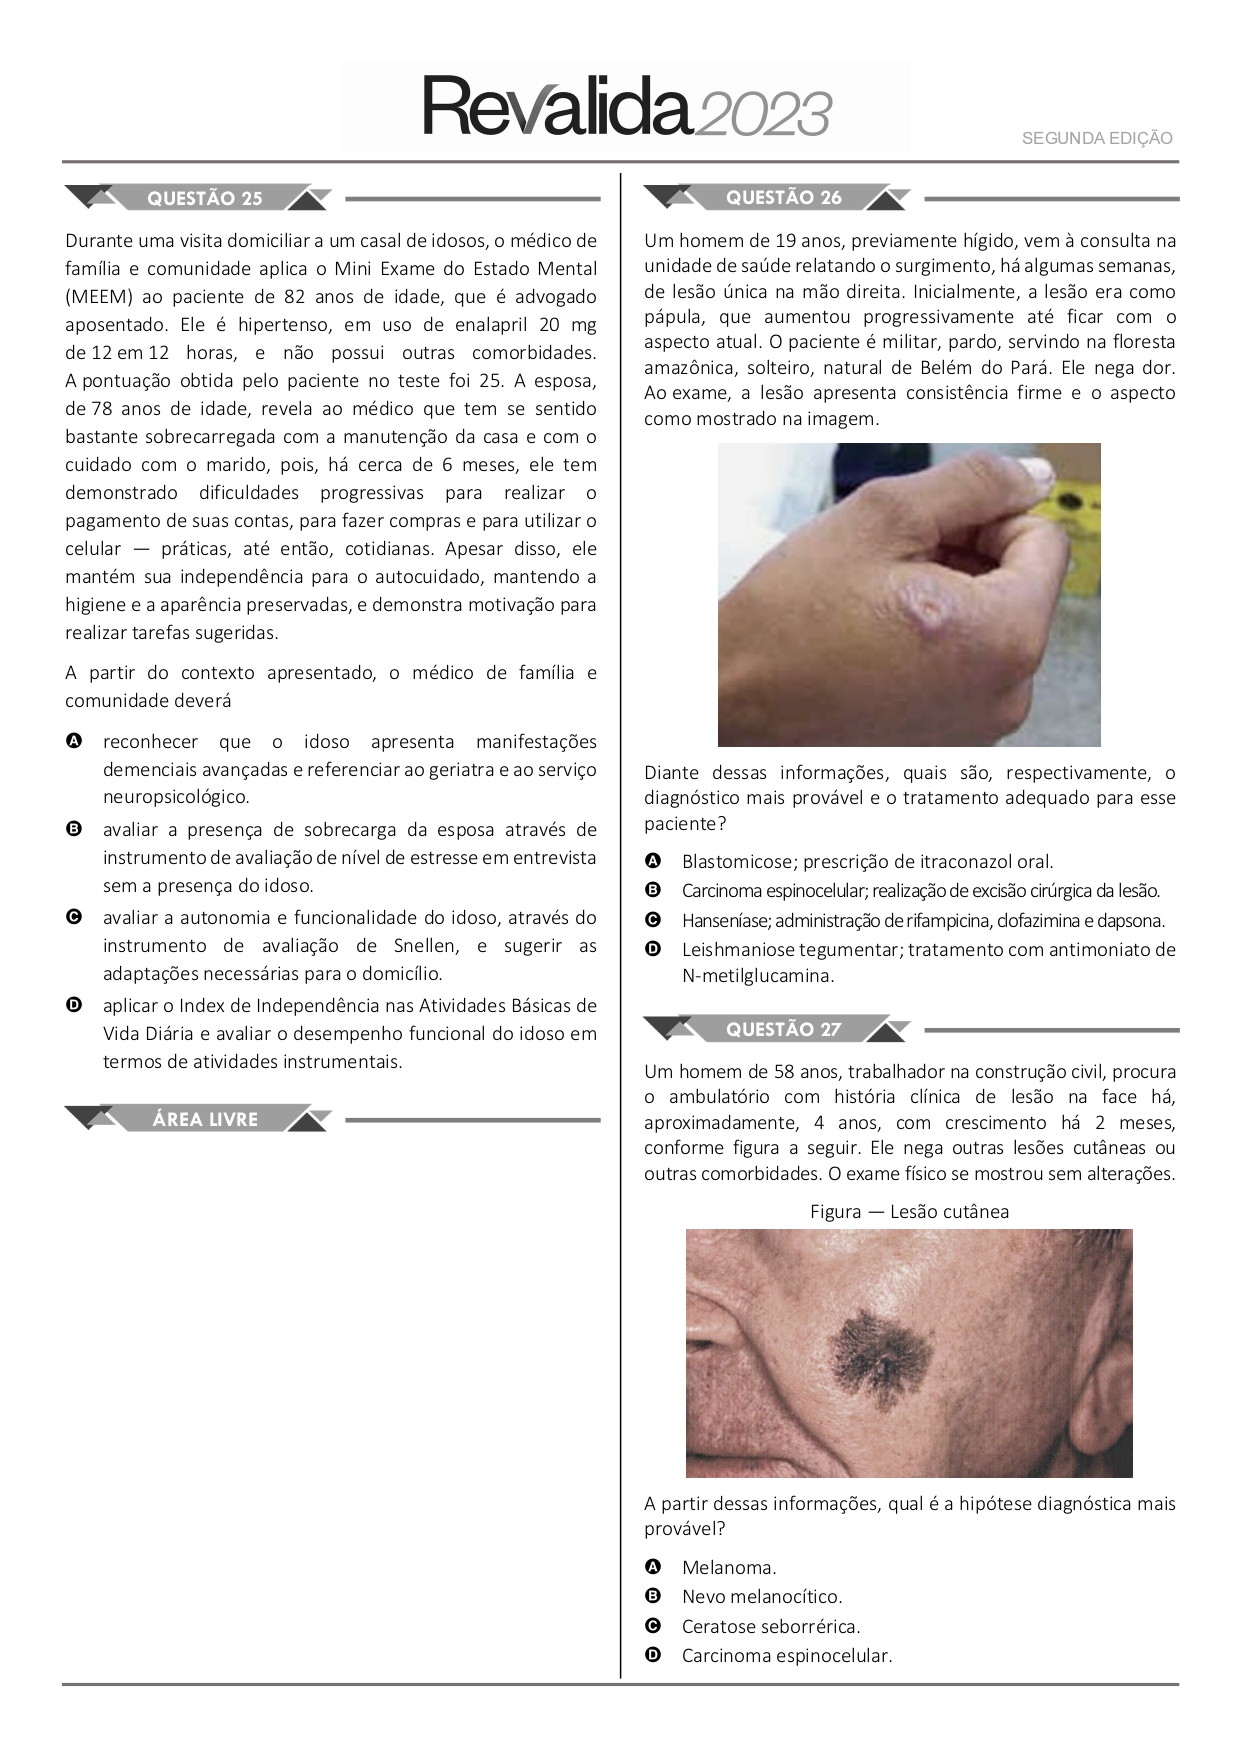 Revalida2023
SEGUNDA EDIÇÃO
QUESTÃO 25
Durante uma visita domiciliar a um casal de idosos, o médico de
família e comunidade aplica o Mini Exame do Estado Mental
(MEEM) ao paciente de 82 anos de idade, que é advogado
aposentado. Ele é hipertenso, em uso de enalapril 20 mg
de 12 em 12 horas, e não possui outras comorbidades.
A pontuação obtida pelo paciente no teste foi 25. A esposa,
de 78 anos de idade, revela ao médico que tem se sentido
bastante sobrecarregada com a manutenção da casa e com o
cuidado com o marido, pois, há cerca de 6 meses, ele tem
demonstrado dificuldades progressivas para realizar o
pagamento de suas contas, para fazer compras e para utilizar o
celular — práticas, até então, cotidianas. Apesar disso, ele
mantém sua independência para o autocuidado, mantendo a
higiene e a aparência preservadas, e demonstra motivação para
realizar tarefas sugeridas.
A partir do contexto apresentado, o médico de família e
comunidade deverá
A reconhecer que o idoso apresenta manifestações
demenciais avançadas e referenciar ao geriatra e ao serviço
neuropsicológico.
B avaliar a presença de sobrecarga da esposa através de
instrumento de avaliação de nível de estresse em entrevista
sem a presença do idoso.
C avaliar a autonomia e funcionalidade do idoso, através do
instrumento de avaliação de Snellen, e sugerir as
adaptações necessárias para o domicílio.
D aplicar o Index de Independência nas Atividades Básicas de
Vida Diária e avaliar o desempenho funcional do idoso em
termos de atividades instrumentais.
ÁREA LIVRE
QUESTÃO 26
Um homem de 19 anos, previamente hígido, vem à consulta na
unidade de saúde relatando o surgimento, há algumas semanas,
de lesão única na mão direita. Inicialmente, a lesão era como
pápula, que aumentou progressivamente até ficar com o
aspecto atual. O paciente é militar, pardo, servindo na floresta
amazônica, solteiro, natural de Belém do Pará. Ele nega dor.
Ao exame, a lesão apresenta consistência firme e o aspecto
como mostrado na imagem.
Diante dessas informações, quais são, respectivamente, o
diagnóstico mais provável e o tratamento adequado para esse
paciente?
A Blastomicose; prescrição de itraconazol oral.
B Carcinoma espinocelular; realização de excisão cirúrgica da lesão.
C Hanseníase; administração de rifampicina, clofazimina e dapsona.
D Leishmaniose tegumentar; tratamento com antimoniato de
N-metilglucamina.
QUESTÃO 27
Um homem de 58 anos, trabalhador na construção civil, procura
o ambulatório com história clínica de lesão na face há,
aproximadamente, 4 anos, com crescimento há 2 meses,
conforme figura a seguir. Ele nega outras lesões cutâneas ou
outras comorbidades. O exame físico se mostrou sem alterações.
Figura — Lesão cutânea
A partir dessas informações, qual é a hipótese diagnóstica mais
provável?
A Melanoma.
B Nevo melanocítico.
C Ceratose seborrérica.
D Carcinoma espinocelular.